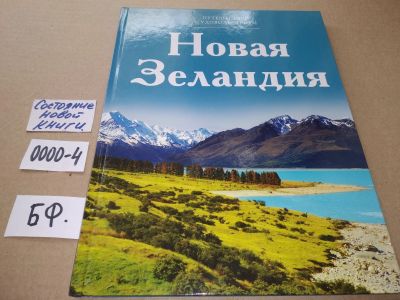 Новая
Зеландия
Состояние
новой
книги
0000-4
БФ.